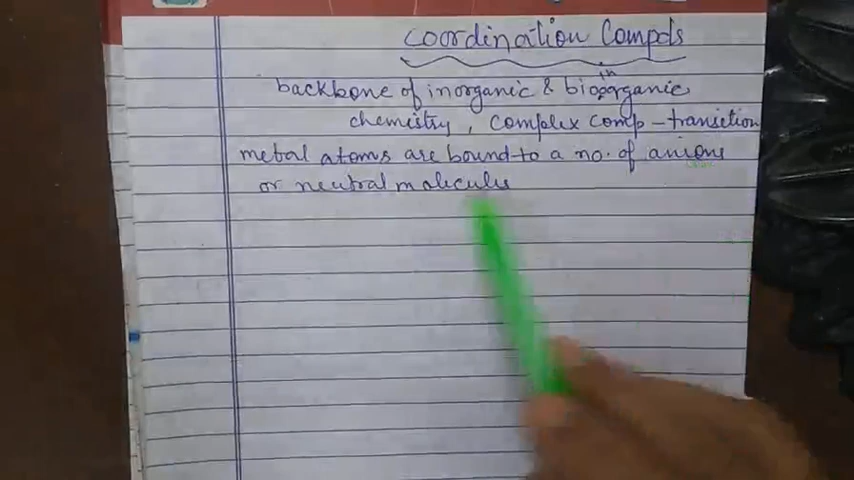 Coordination Compds
backbone of inorganic & bioinorganic
chemistry, complex comp - transition
metal atoms are bound to a no. of anions
or neutral molecules